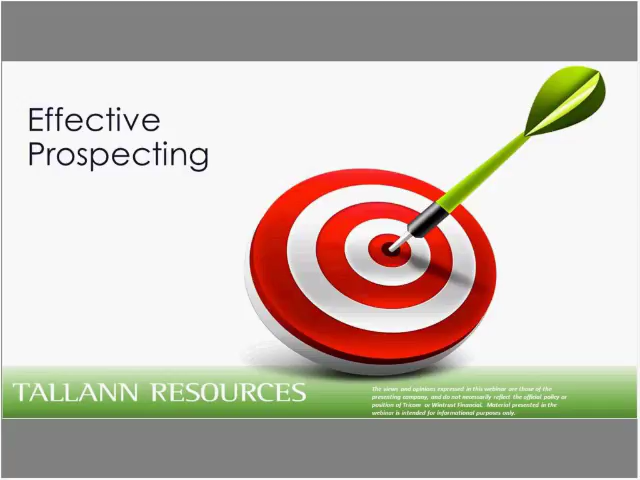 Effective
Prospecting
TALLANN RESOURCES
The views and opinions expressed in this webinar are those of the
presenting company, and do not necessarily reflect the official policy or
position of Tricom or Wintrust Financial. Material presented in the
webinar is intended for informational purposes only.